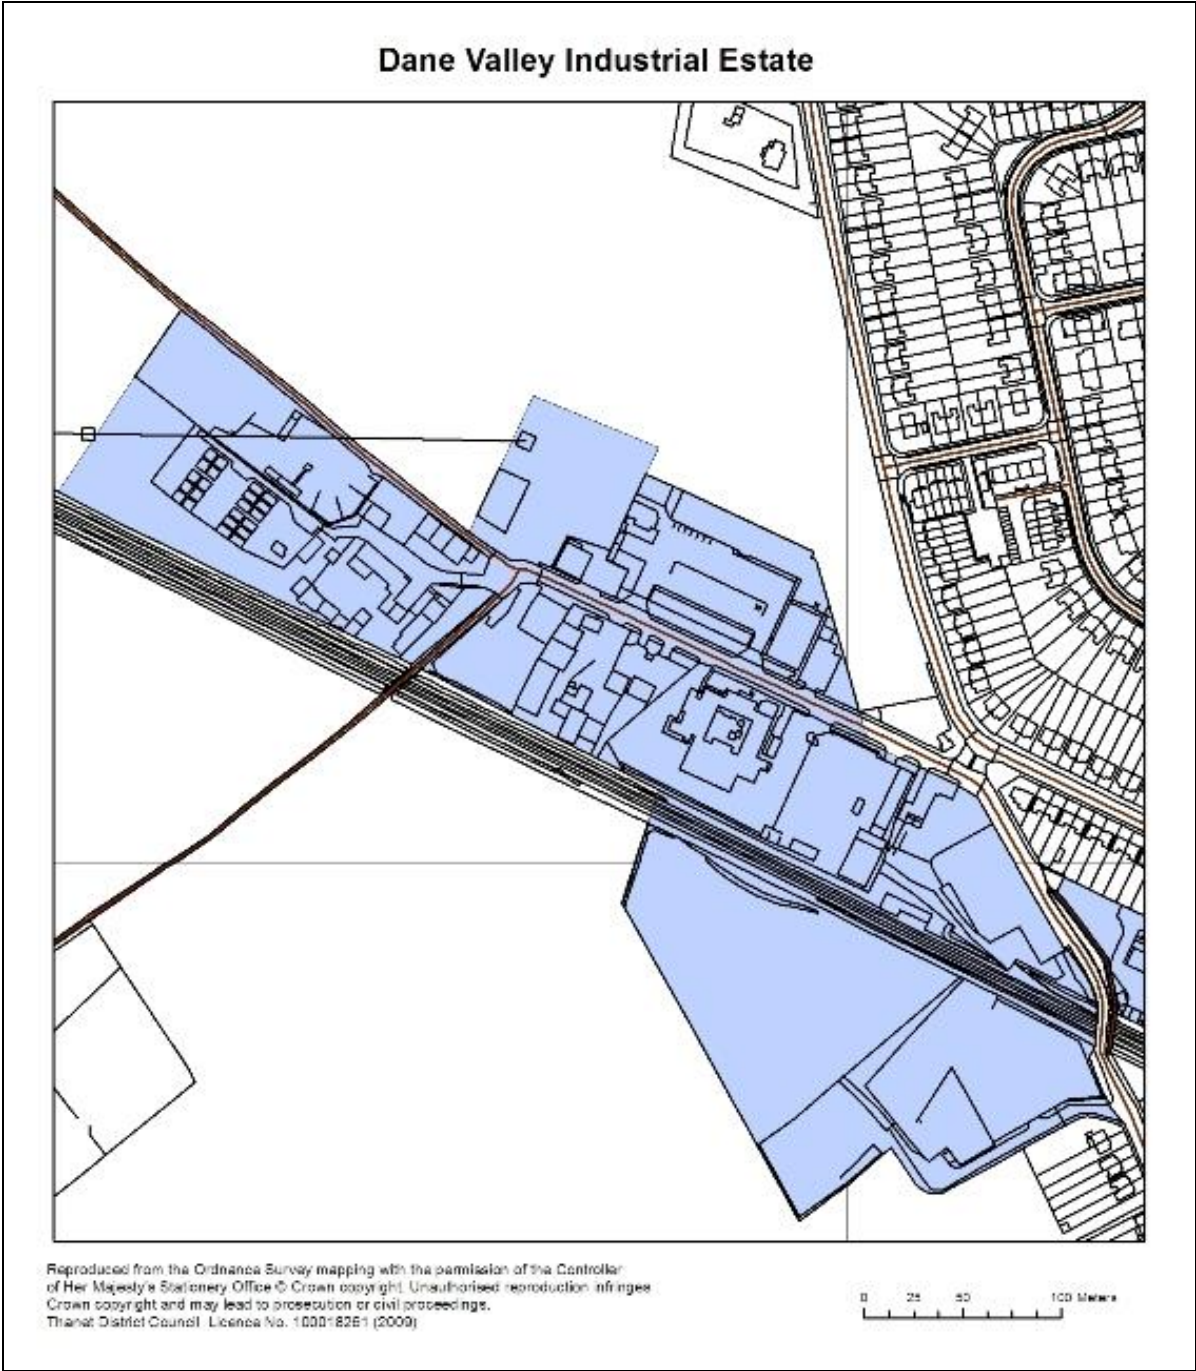 Dane Valley Industrial Estate
Reproduced from the Ordnance Survey mapping with the permission of the Controller
of Her Majesty's Stationery Office © Crown copyright. Unauthorised reproduction infringes
Crown copyright and may lead to prosecution or civil proceedings.
Thanet District Council Licence No. 100018261 (2009)
0 25 50 100 Meters